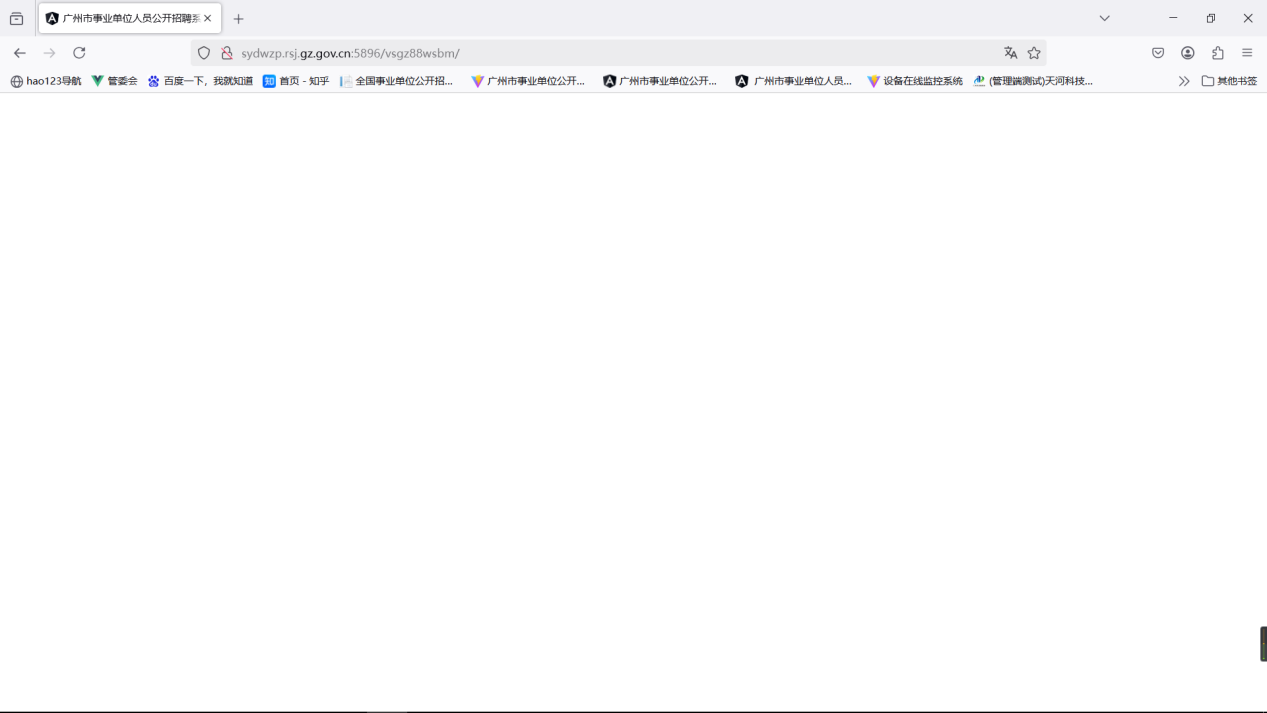 广州市事业单位人员公开招聘系
sydwzp.rsj.gz.gov.cn:5896/vsgz88wsbm/
hao123导航 管委会 百度一下，我就知道 知 首页 - 知乎 全国事业单位公开招... 广州市事业单位公开... 广州市事业单位公开... 广州市事业单位人员... 设备在线监控系统 (管理端测试)天河科技... 其他书签